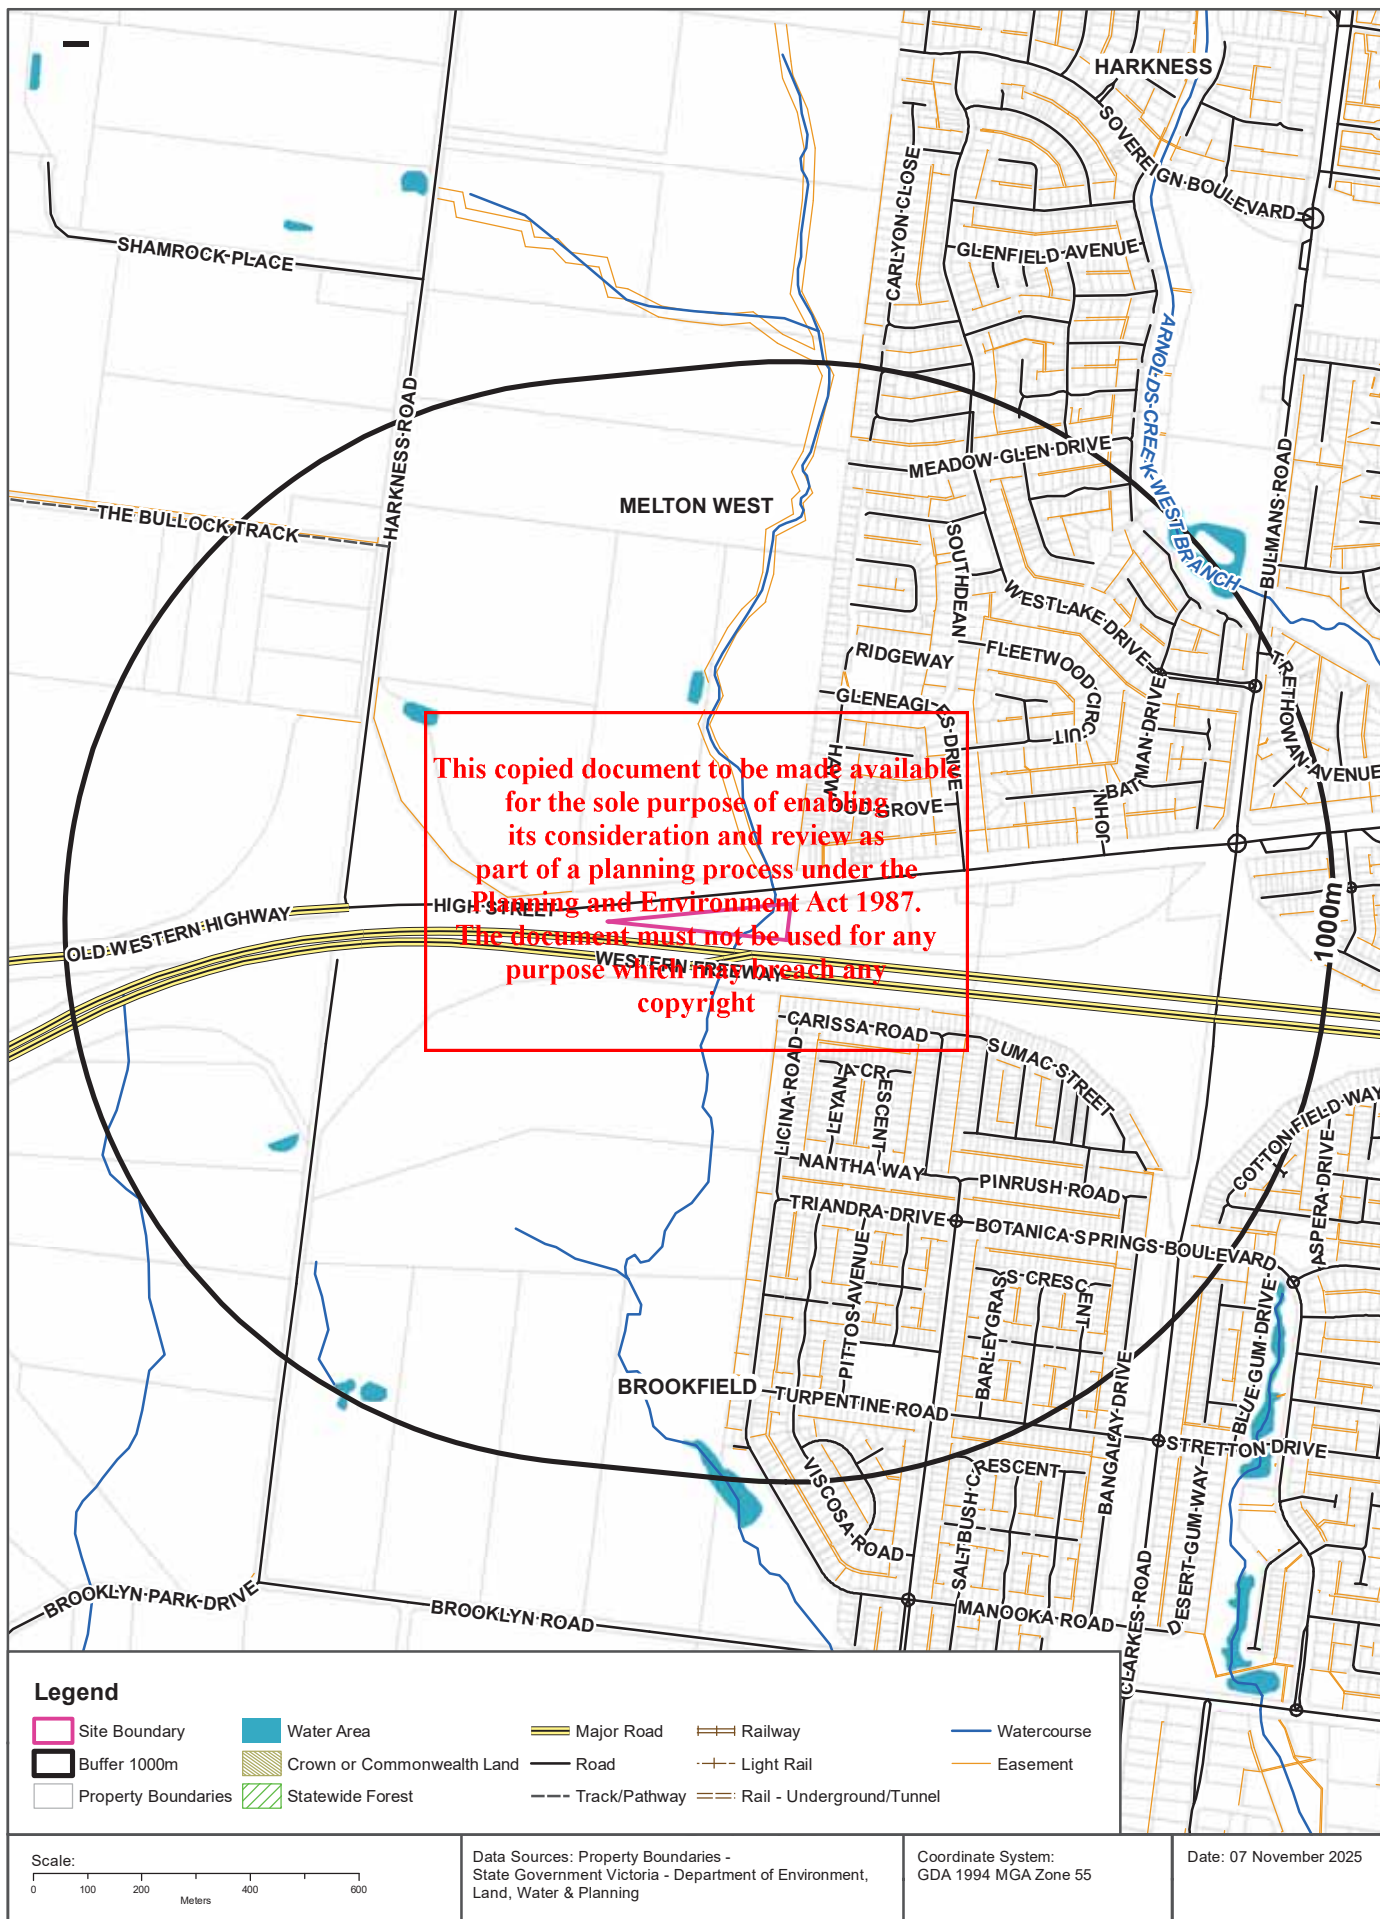 HARKNESS
SOVEREIGN BOULEVARD
CARLYON CLOSE
GLENFIELD AVENUE
SHAMROCK PLACE
ARNOLDS CREEK WEST BRANCH
HARKNESS ROAD
MEADOW GLEN DRIVE
BULMANS ROAD
MELTON WEST
THE BULLOCK TRACK
SOUTHDEAN
WESTLAKE DRIVE
RIDGEWAY
FLEETWOOD CIRCUIT
TRETHOWAN AVENUE
GLENEAGLES DRIVE
JOHN BATMAN DRIVE
OOD GROVE
This copied document to be made available
for the sole purpose of enabling
its consideration and review as
part of a planning process under the
Planning and Environment Act 1987.
The document must not be used for any
purpose which may breach any
copyright
HIGH STREET
OLD WESTERN HIGHWAY
WESTERN FREEWAY
1000m
CARISSA ROAD
SUMAC STREET
LICINA ROAD
LEYAN
A CRESCENT
COTTON FIELD WAY
ASPERA DRIVE
NANTHA WAY
PINRUSH ROAD
TRIANDRA DRIVE
BOTANICA SPRINGS BOULEVARD
PITTOS AVENUE
BARLEYGRASS CRESCENT
BLUE GUM DRIVE
BANGALAY DRIVE
BROOKFIELD
TURPENTINE ROAD
STRETTON DRIVE
VISCOSA ROAD
SALTBUSH CRESCENT
DESERT GUM WAY
CLARKES ROAD
MANOOKA ROAD
BROOKLYN PARK DRIVE
BROOKLYN ROAD
Legend
Site Boundary
Water Area
Major Road
Railway
Watercourse
Buffer 1000m
Crown or Commonwealth Land
Road
Light Rail
Easement
Property Boundaries
Statewide Forest
Track/Pathway
Rail - Underground/Tunnel
Scale:
0 100 200 400 600
Meters
Data Sources: Property Boundaries -
State Government Victoria - Department of Environment,
Land, Water & Planning
Coordinate System:
GDA 1994 MGA Zone 55
Date: 07 November 2025